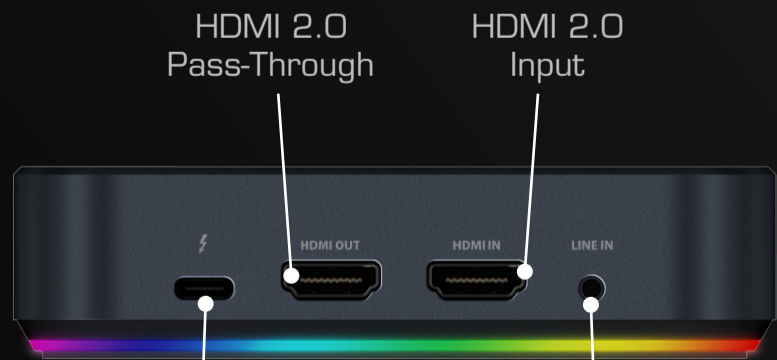 HDMI 2.0
Pass-Through
HDMI 2.0
Input
HDMI OUT
HDMI IN
LINE IN